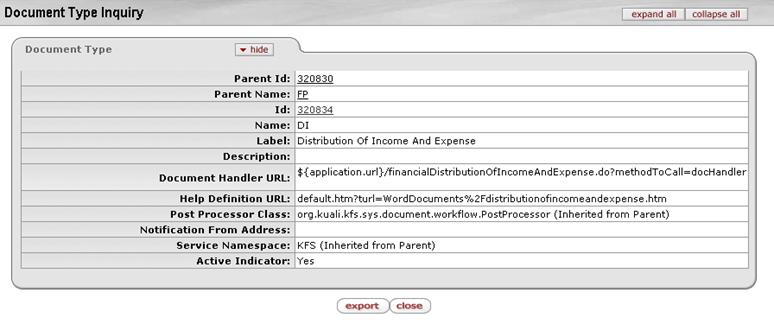 Document Type Inquiry
expand all collapse all
Document Type
hide
Parent Id: 320830
Parent Name: FP
Id: 320834
Name: DI
Label: Distribution Of Income And Expense
Description:
Document Handler URL: ${application.url}/financialDistributionOfIncomeAndExpense.do?methodToCall=docHandler
Help Definition URL: default.htm?turl=WordDocuments%2Fdistributionofincomeandexpense.htm
Post Processor Class: org.kuali.kfs.sys.document.workflow.PostProcessor (Inherited from Parent)
Notification From Address:
Service Namespace: KFS (Inherited from Parent)
Active Indicator: Yes
export close